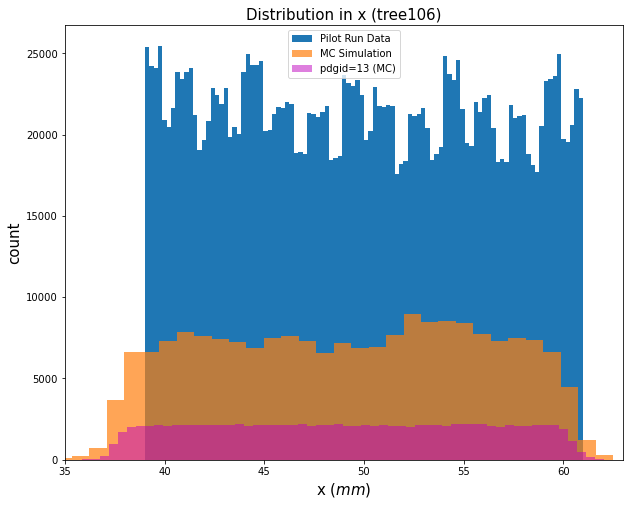 Distribution in x (tree106)
Pilot Run Data
MC Simulation
pdgid=13 (MC)
count
25000
20000
15000
10000
5000
0
35
40
45
50
55
60
x (mm)